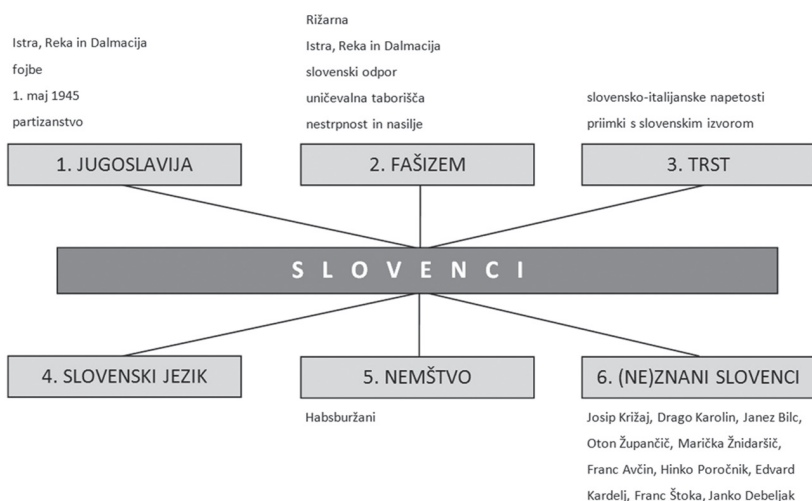 Istra, Reka in Dalmacija
fojbe
1. maj 1945
partizanstvo
1. JUGOSLAVIJA
Rižarna
Istra, Reka in Dalmacija
slovenski odpor
uničevalna taborišča
nestrpnost in nasilje
2. FAŠIZEM
slovensko-italijanske napetosti
priimki s slovenskim izvorom
3. TRST
SLOVENCI
4. SLOVENSKI JEZIK
5. NEMŠTVO
Habsburžani
6. (NE)ZNANI SLOVENCI
Josip Križaj, Drago Karolin, Janez Bilc,
Oton Župančič, Marička Žnidaršič,
Franc Avčin, Hinko Poročnik, Edvard
Kardelj, Franc Štoka, Janko Debeljak